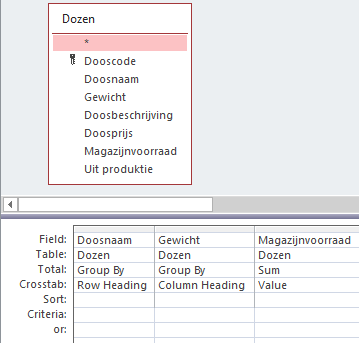 Dozen
*
Dooscode
Doosnaam
Gewicht
Doosbeschrijving
Doosprijs
Magazijnvoorraad
Uit produktie
Field: Doosnaam Gewicht Magazijnvoorraad
Table: Dozen Dozen Dozen
Total: Group By Group By Sum
Crosstab: Row Heading Column Heading Value
Sort:
Criteria:
or: